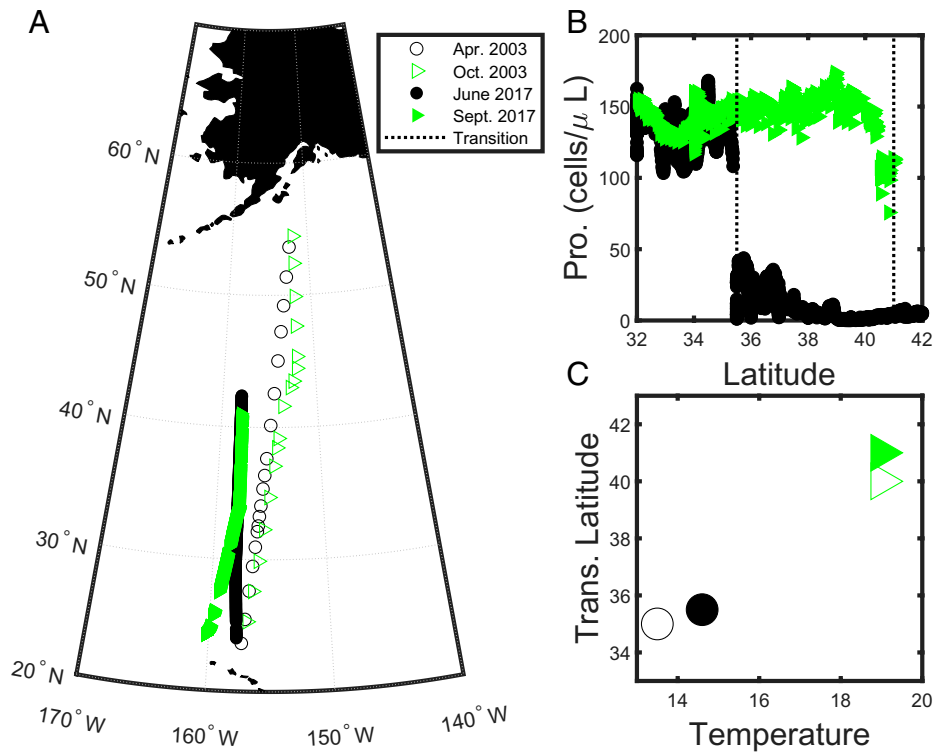 A
Apr. 2003
Oct. 2003
June 2017
Sept. 2017
Transition
60°N
50°N
40°N
30°N
20°N
170°W
160°W
150°W
140°W
B
200
150
100
50
0
Pro. (cells/μ L)
32 34 36 38 40 42
Latitude
C
42
40
38
36
34
Trans. Latitude
14 16 18 20
Temperature